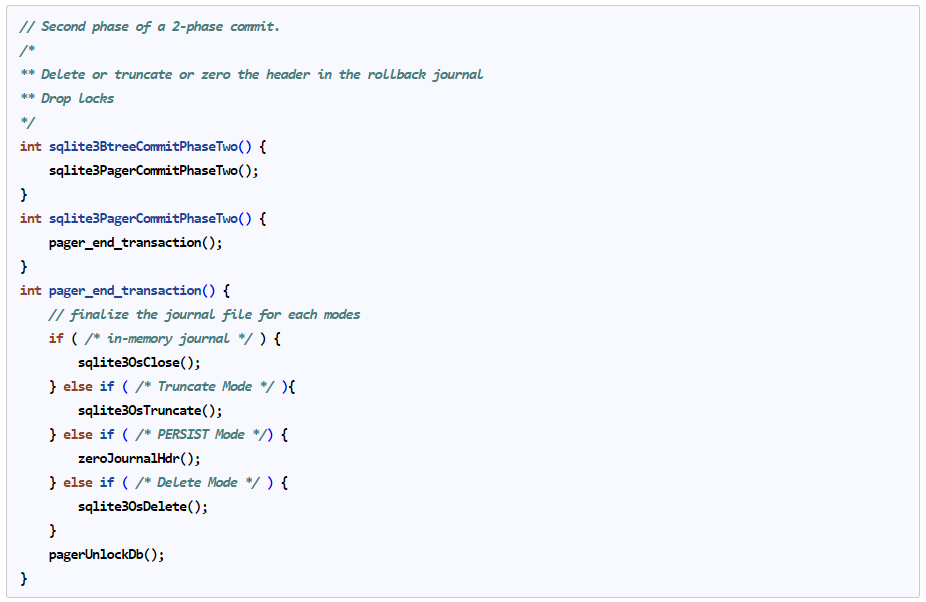 // Second phase of a 2-phase commit.
/*
** Delete or truncate or zero the header in the rollback journal
** Drop locks
*/
int sqlite3BtreeCommitPhaseTwo() {
    sqlite3PagerCommitPhaseTwo();
}
int sqlite3PagerCommitPhaseTwo() {
    pager_end_transaction();
}
int pager_end_transaction() {
    // finalize the journal file for each modes
    if ( /* in-memory journal */ ) {
        sqlite3OsClose();
    } else if ( /* Truncate Mode */ ){
        sqlite3OsTruncate();
    } else if ( /* PERSIST Mode */) {
        zeroJournalHdr();
    } else if ( /* Delete Mode */ ) {
        sqlite3OsDelete();
    }
    pagerUnlockDb();
}